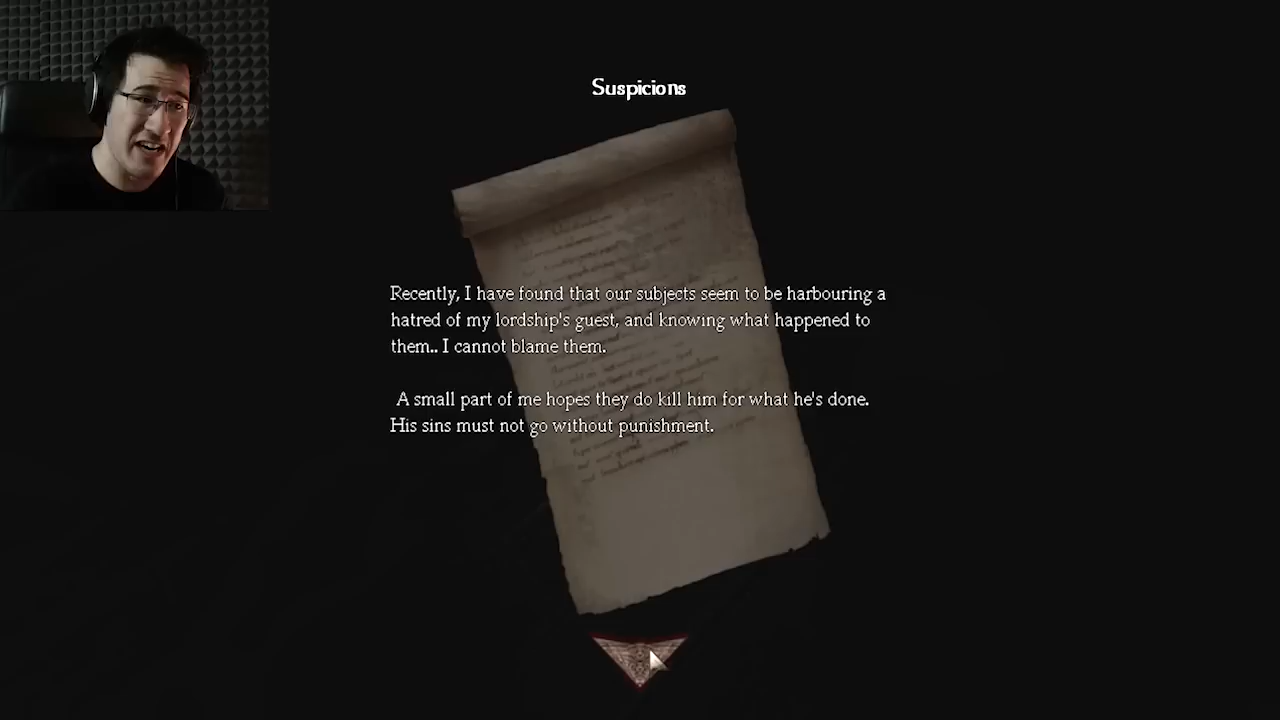 Suspicions
Recently, I have found that our subjects seem to be harbouring a
hatred of my lordship's guest, and knowing what happened to
them.. I cannot blame them.
A small part of me hopes they do kill him for what he's done.
His sins must not go without punishment.